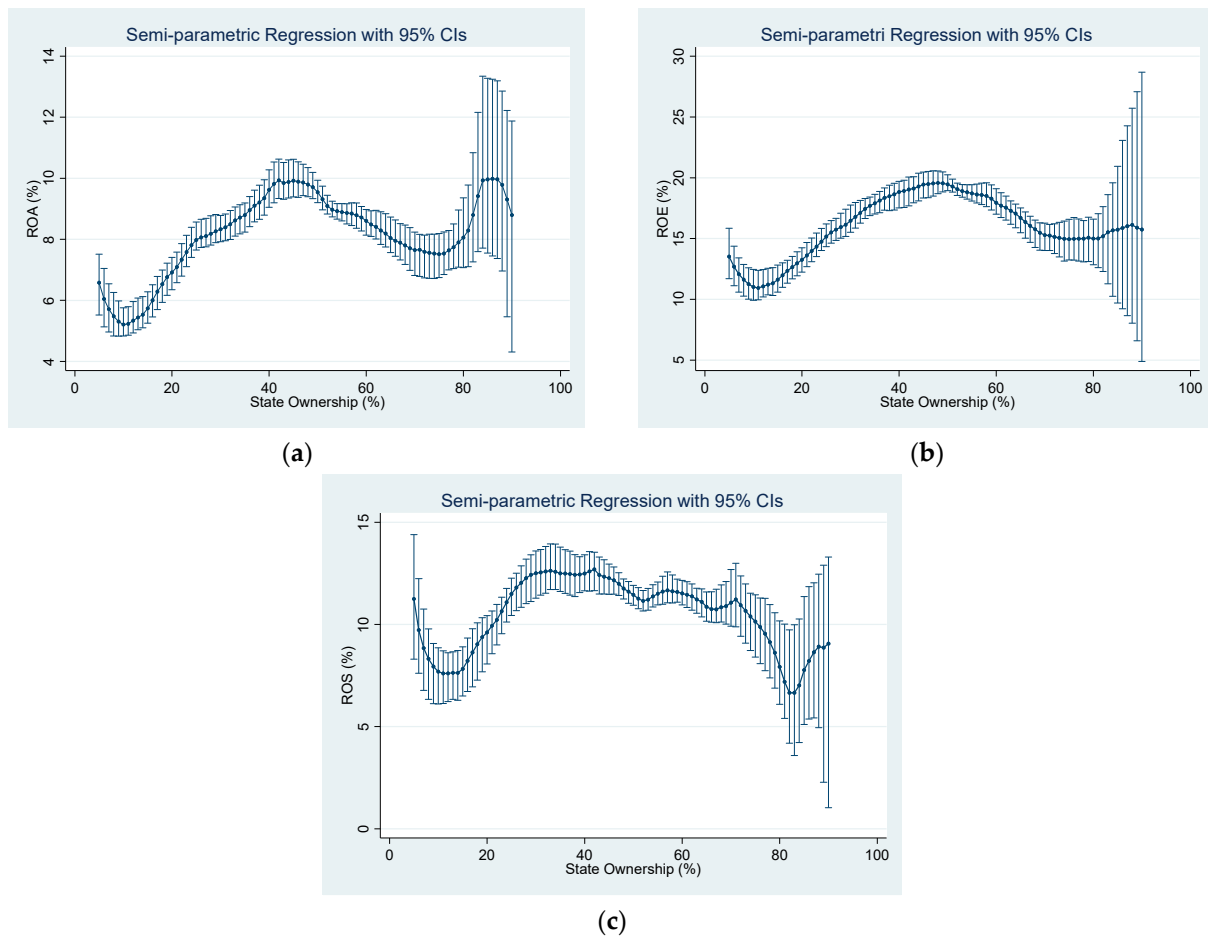 Semi-parametric Regression with 95% CIs
14
12
10
8
6
4
ROA (%)
0 20 40 60 80 100
State Ownership (%)
(a)
Semi-parametri Regression with 95% CIs
30
25
20
15
10
5
ROE (%)
0 20 40 60 80 100
State Ownership (%)
(b)
Semi-parametric Regression with 95% CIs
15
10
5
0
ROS (%)
0 20 40 60 80 100
State Ownership (%)
(c)